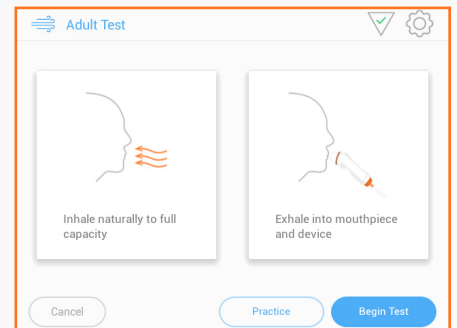 Adult Test
Inhale naturally to full
capacity
Exhale into mouthpiece
and device
Cancel
Practice
Begin Test